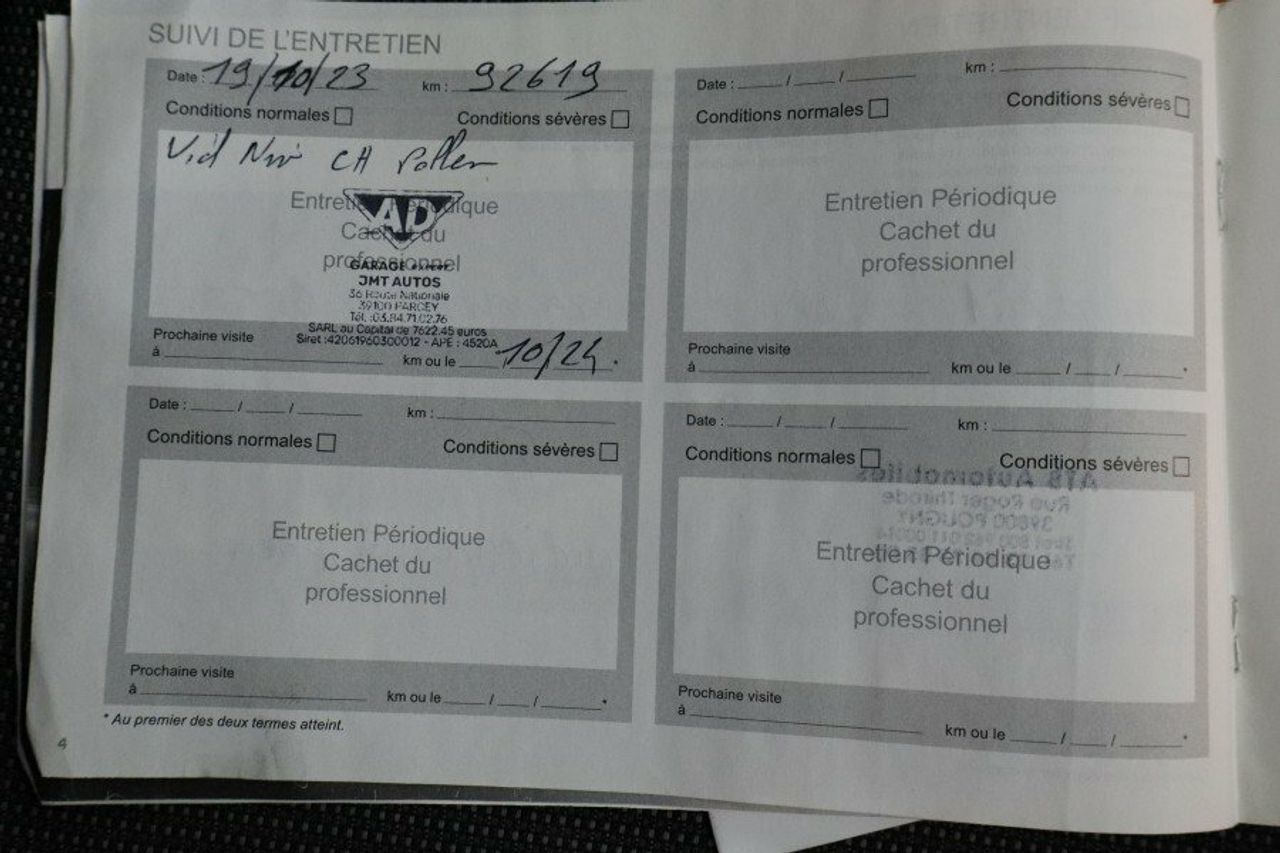 SUIVI DE L'ENTRETIEN
Date : 19/10/23 km : 92619
Conditions normales Conditions sévères
Vid CH Pollen
Entretien Périodique
Cachet du
professionnel
AD
GARAGE
JMT AUTOS
36 Route Nationale
39100 PARCEY
Tél. :03.84.71.02.76
SARL au Capital de 7622.45 euros
Siret :42061960300012 - APE : 4520A
Prochaine visite
à km ou le 10/24 *
Date : / / km :
Conditions normales Conditions sévères
Entretien Périodique
Cachet du
professionnel
Prochaine visite
à km ou le / / *
Date : / / km :
Conditions normales Conditions sévères
Entretien Périodique
Cachet du
professionnel
Prochaine visite
à km ou le / / *
Date : / / km :
Conditions normales Conditions sévères
Entretien Périodique
Cachet du
professionnel
Prochaine visite
à km ou le / / *
* Au premier des deux termes atteint.
4